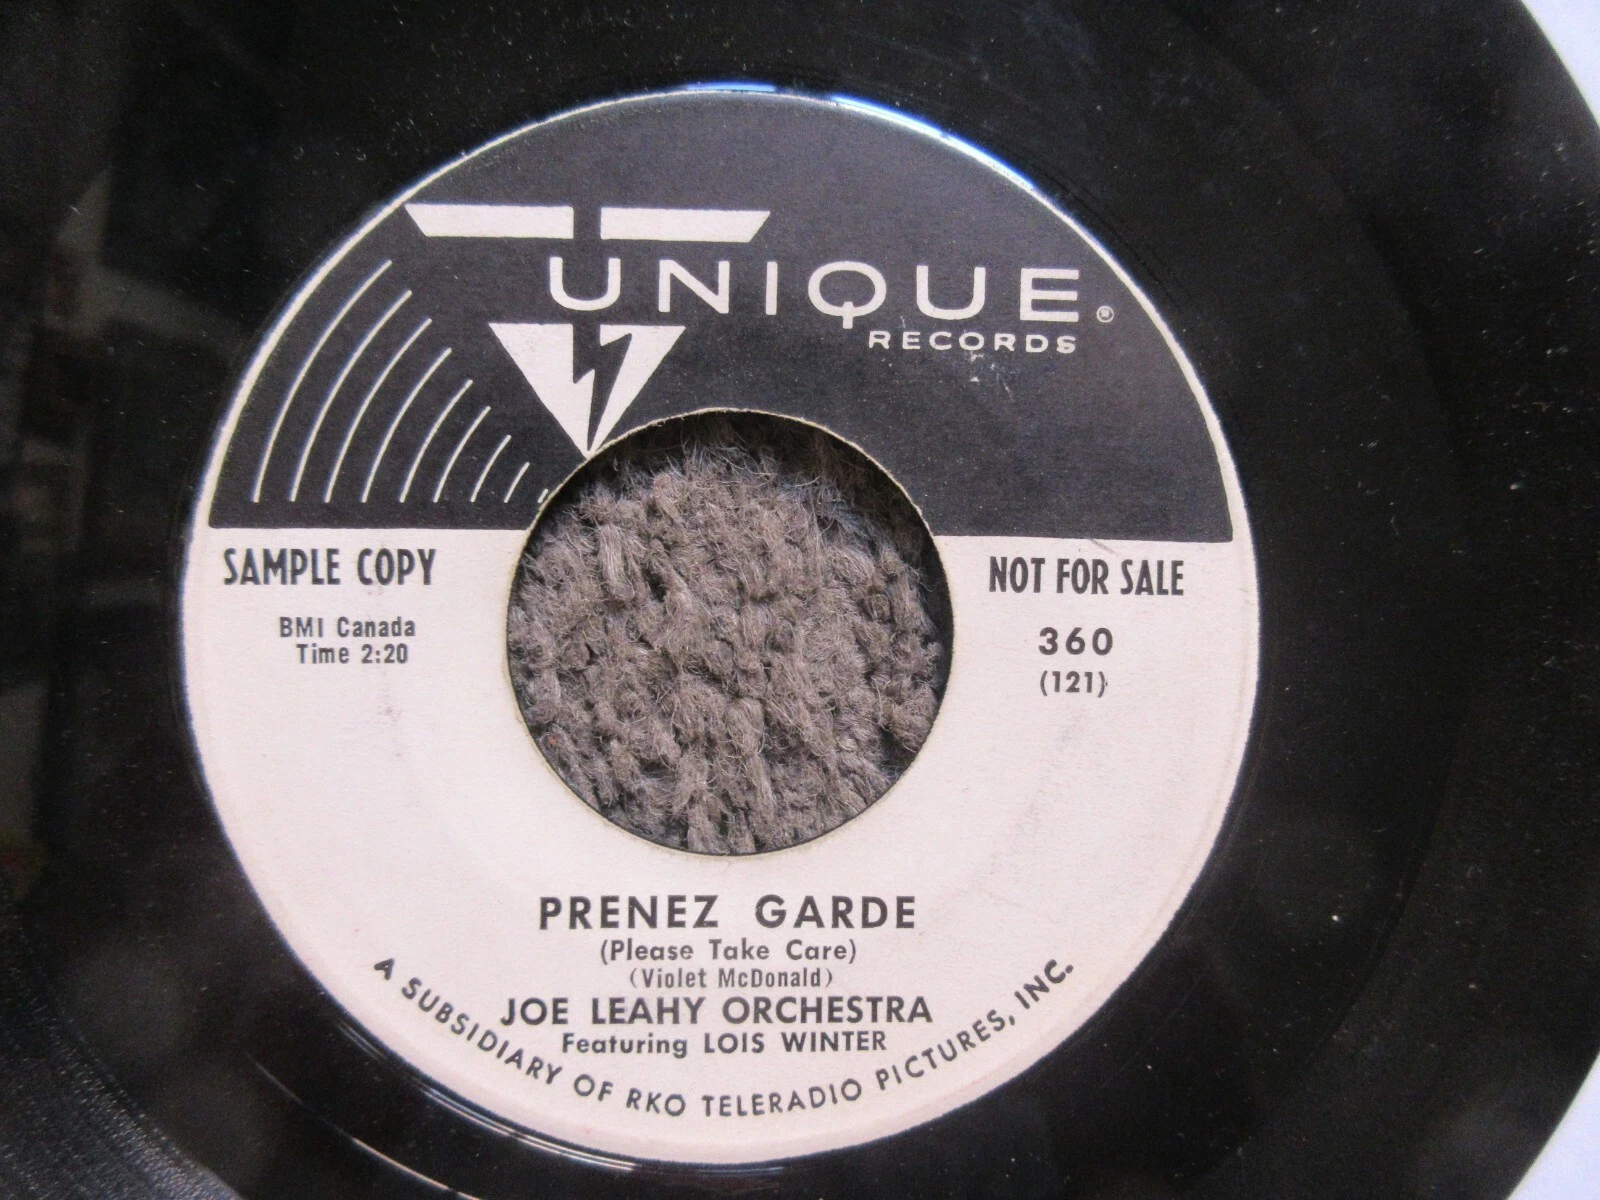 UNIQUE®
RECORDS
SAMPLE COPY
BMI Canada
Time 2:20
NOT FOR SALE
360
(121)
PRENEZ GARDE
(Please Take Care)
(Violet McDonald)
JOE LEAHY ORCHESTRA
Featuring LOIS WINTER
A SUBSIDIARY OF RKO TELERADIO PICTURES, INC.